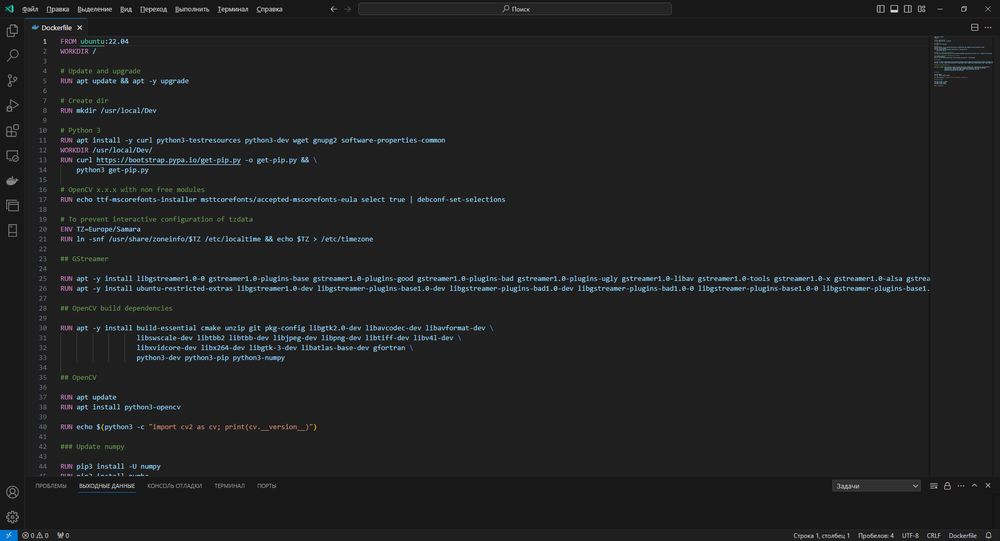 Файл Правка Выделение Вид Переход Выполнить Терминал Справка
Поиск
Dockerfile
1 FROM ubuntu:22.04
2 WORKDIR /
3
4 # Update and upgrade
5 RUN apt update && apt -y upgrade
6
7 # Create dir
8 RUN mkdir /usr/local/Dev
9
10 # Python 3
11 RUN apt install -y curl python3-testresources python3-dev wget gnupg2 software-properties-common
12 WORKDIR /usr/local/Dev/
13 RUN curl https://bootstrap.pypa.io/get-pip.py -o get-pip.py && \
14 python3 get-pip.py
15
16 # OpenCV x.x.x with non free modules
17 RUN echo ttf-mscorefonts-installer msttcorefonts/accepted-mscorefonts-eula select true | debconf-set-selections
18
19 # To prevent interactive configuration of tzdata
20 ENV TZ=Europe/Samara
21 RUN ln -snf /usr/share/zoneinfo/$TZ /etc/localtime && echo $TZ > /etc/timezone
22
23 ## GStreamer
24
25 RUN apt -y install libgstreamer1.0-0 gstreamer1.0-plugins-base gstreamer1.0-plugins-good gstreamer1.0-plugins-bad gstreamer1.0-plugins-ugly gstreamer1.0-libav gstreamer1.0-tools gstreamer1.0-x gstreamer1.0-alsa gstrea
26 RUN apt -y install ubuntu-restricted-extras libgstreamer1.0-dev libgstreamer-plugins-base1.0-dev libgstreamer-plugins-bad1.0-dev libgstreamer-plugins-bad1.0-0 libgstreamer-plugins-base1.0-0 libgstreamer-plugins-base1.
27
28 ## OpenCV build dependencies
29
30 RUN apt -y install build-essential cmake unzip git pkg-config libgtk2.0-dev libavcodec-dev libavformat-dev \
31 libswscale-dev libtbb2 libtbb-dev libjpeg-dev libpng-dev libtiff-dev libv4l-dev \
32 libxvidcore-dev libx264-dev libgtk-3-dev libatlas-base-dev gfortran \
33 python3-dev python3-pip python3-numpy
34
35 ## OpenCV
36
37 RUN apt update
38 RUN apt install python3-opencv
39
40 RUN echo $(python3 -c "import cv2 as cv; print(cv.__version__)")
41
42 ### Update numpy
43
44 RUN pip3 install -U numpy
45 RUN pip3 install numba
ПРОБЛЕМЫ ВЫХОДНЫЕ ДАННЫЕ КОНСОЛЬ ОТЛАДКИ ТЕРМИНАЛ ПОРТЫ
Задачи
0 0 0
Строка 1, столбец 1 Пробелов: 4 UTF-8 CRLF Dockerfile